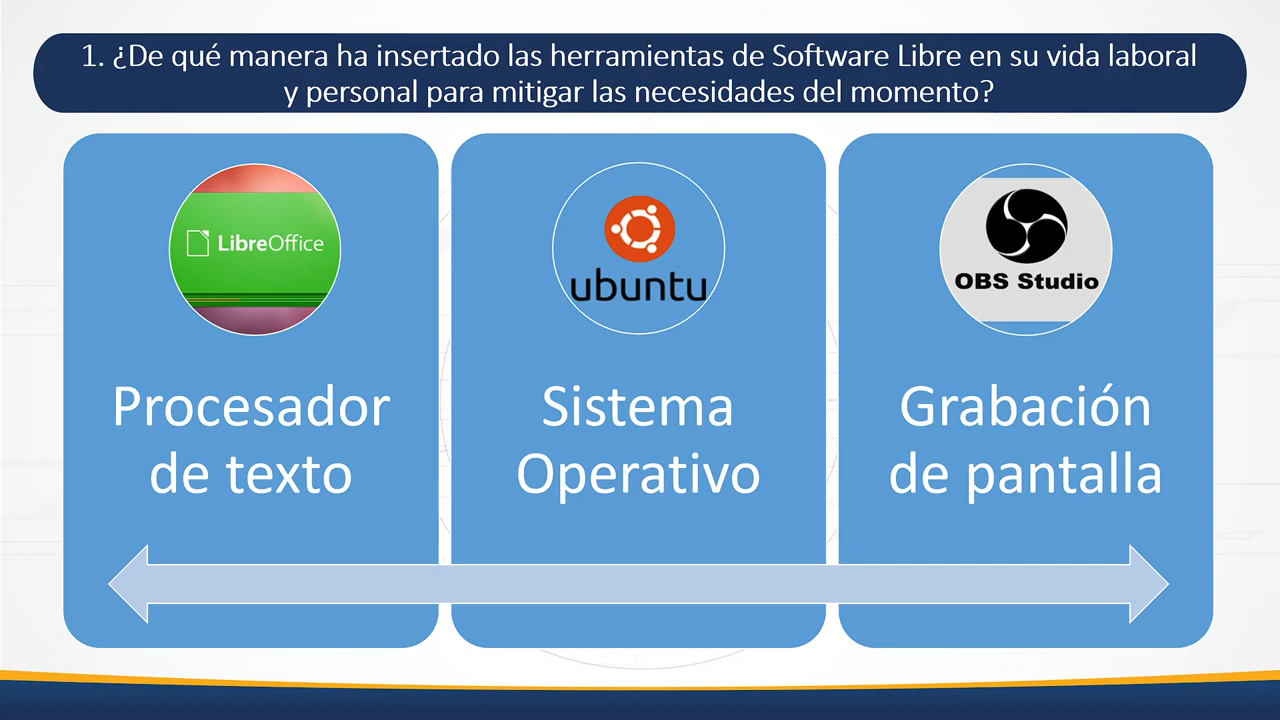 1. ¿De qué manera ha insertado las herramientas de Software Libre en su vida laboral
y personal para mitigar las necesidades del momento?
LibreOffice
ubuntu
OBS Studio
Procesador
de texto
Sistema
Operativo
Grabación
de pantalla